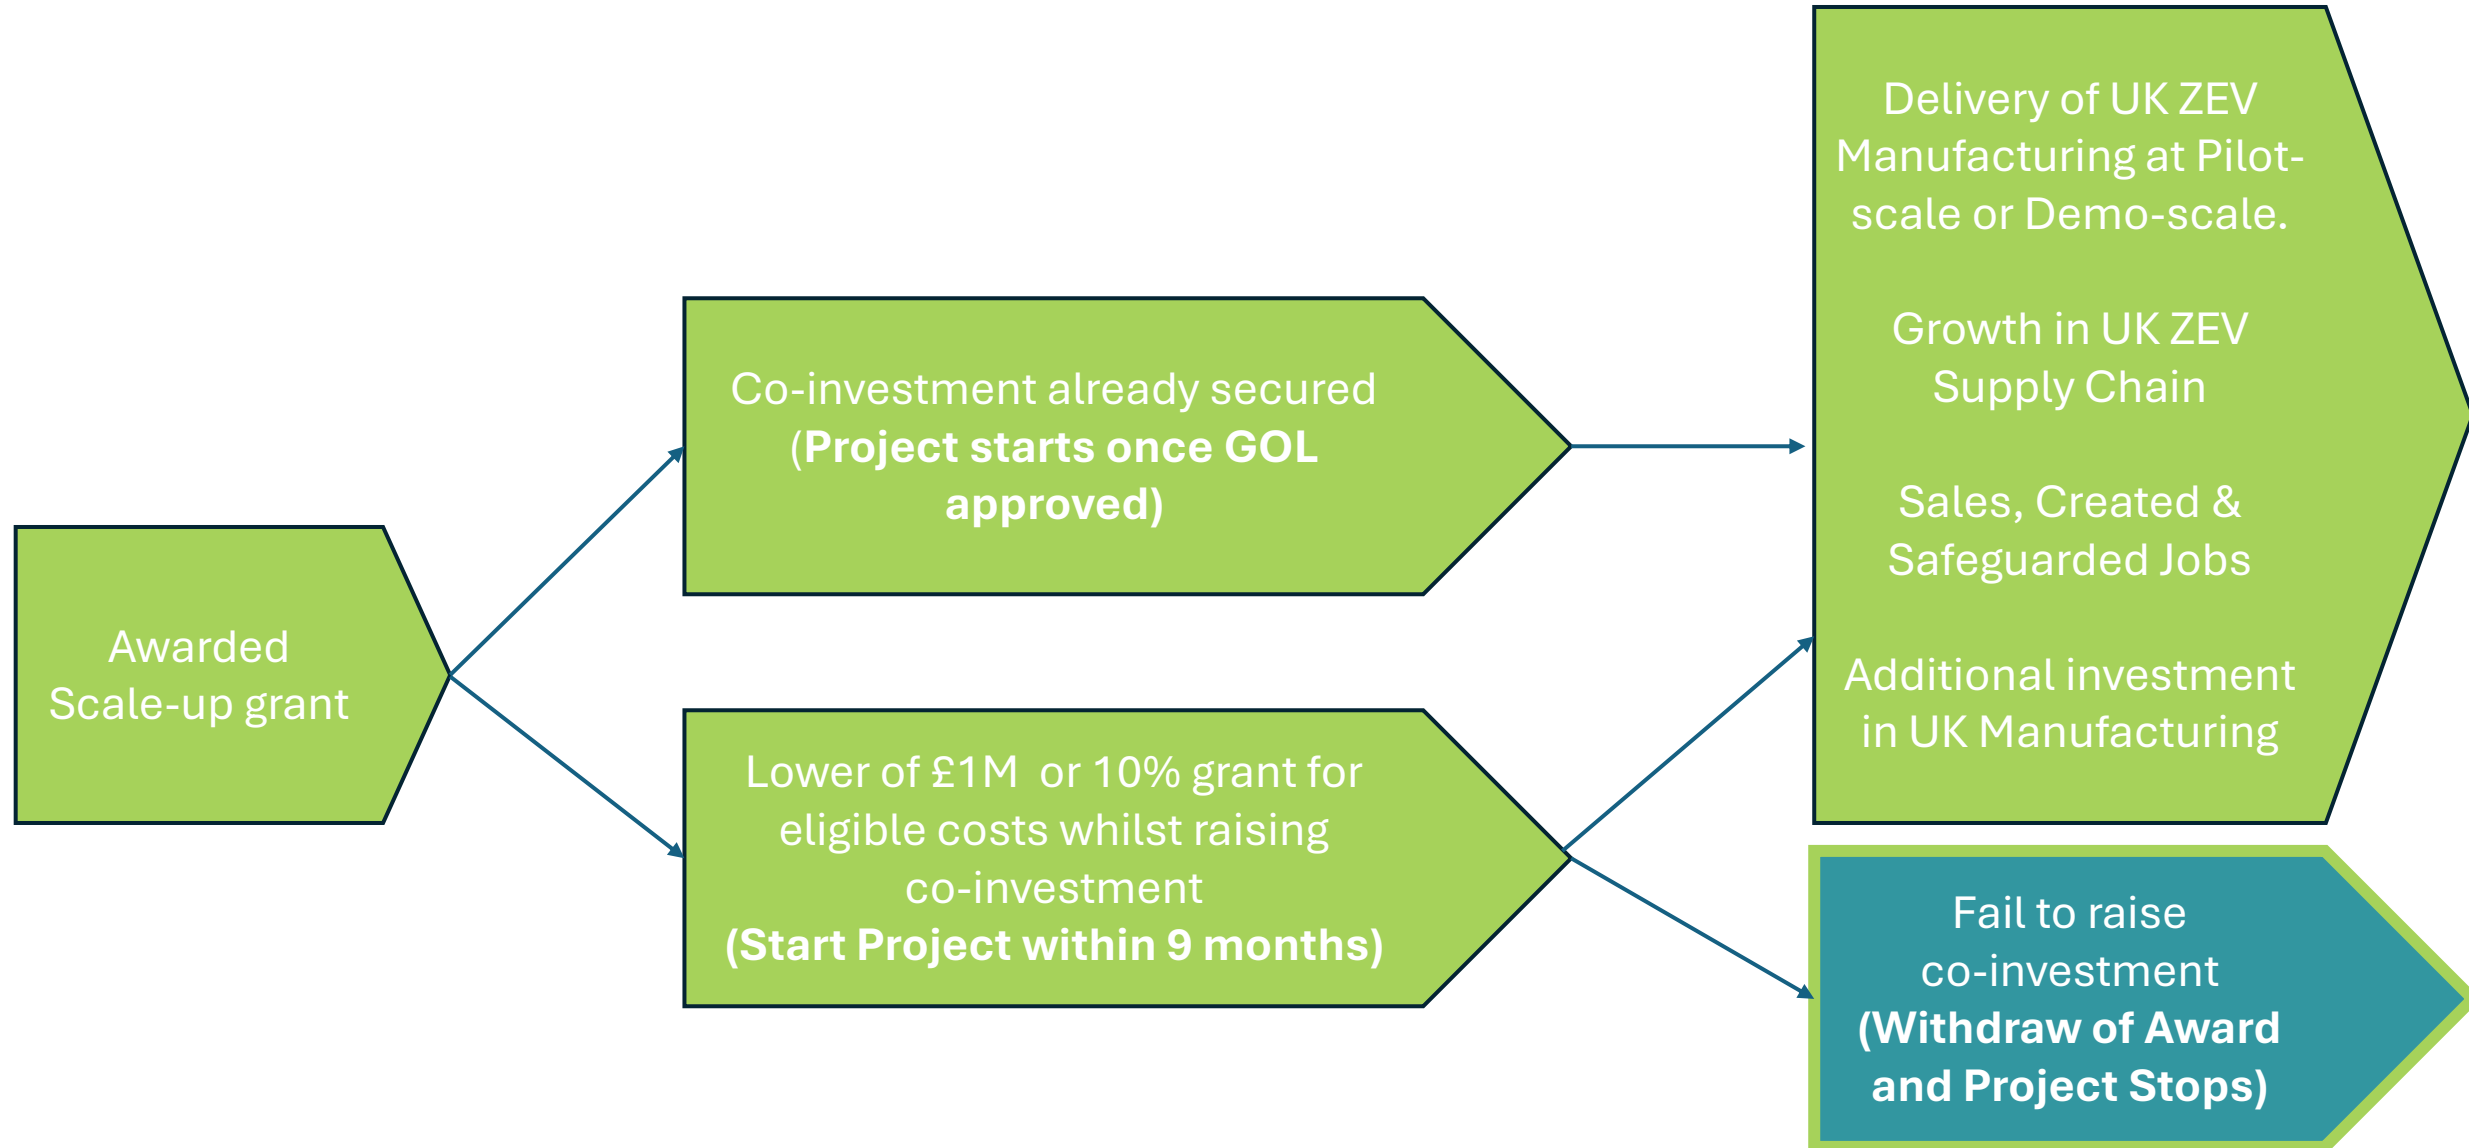 Awarded
Scale-up grant
Co-investment already secured
(Project starts once GOL
approved)
Lower of £1M  or 10% grant for
eligible costs whilst raising
co-investment
(Start Project within 9 months)
Delivery of UK ZEV
Manufacturing at Pilot-
scale or Demo-scale.
Growth in UK ZEV
Supply Chain
Sales, Created &
Safeguarded Jobs
Additional investment
in UK Manufacturing
Fail to raise
co-investment
(Withdraw of Award
and Project Stops)